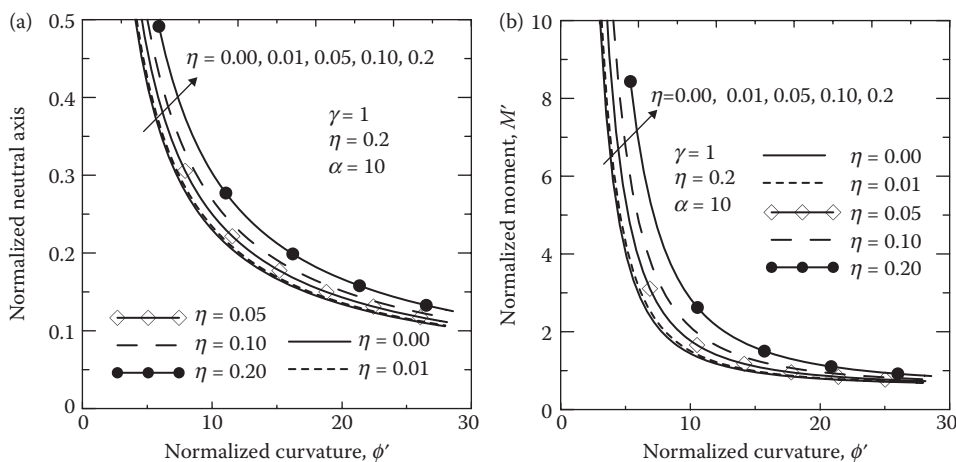 (a)
0.5
0.4
0.3
0.2
0.1
0
Normalized neutral axis
η = 0.00, 0.01, 0.05, 0.10, 0.2
γ = 1
η = 0.2
α = 10
η = 0.05
η = 0.10
η = 0.20
η = 0.00
η = 0.01
0 10 20 30
Normalized curvature, ϕ′
(b)
10
8
6
4
2
0
Normalized moment, M′
η=0.00, 0.01, 0.05, 0.10, 0.2
γ = 1
η = 0.2
α = 10
η = 0.00
η = 0.01
η = 0.05
η = 0.10
η = 0.20
0 10 20 30
Normalized curvature, ϕ′